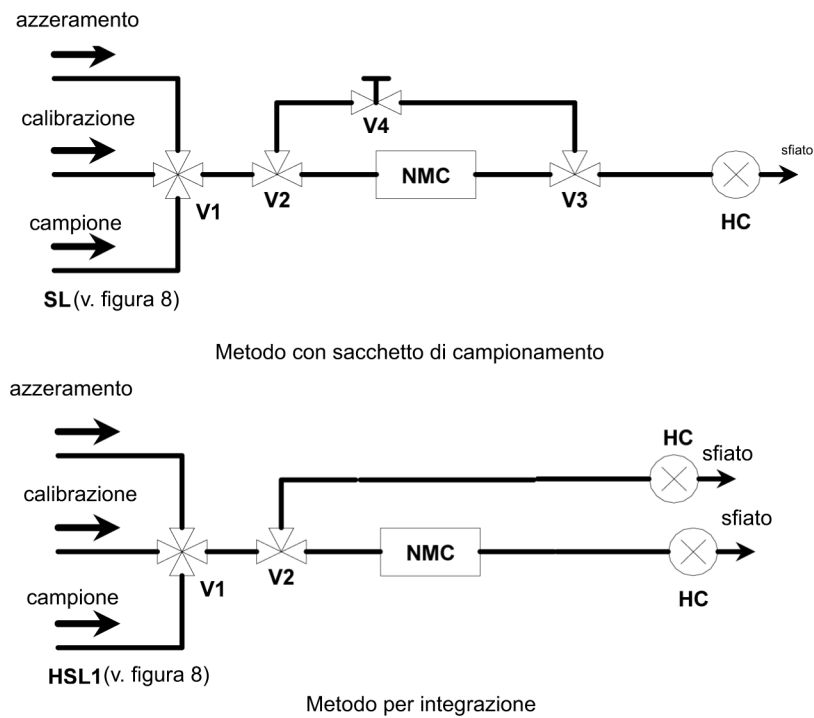 azzeramento
calibrazione
V4
sfiato
NMC
V1
V2
V3
HC
campione
SL (v. figura 8)
Metodo con sacchetto di campionamento
azzeramento
HC
sfiato
calibrazione
sfiato
NMC
V1
V2
HC
campione
HSL1 (v. figura 8)
Metodo per integrazione